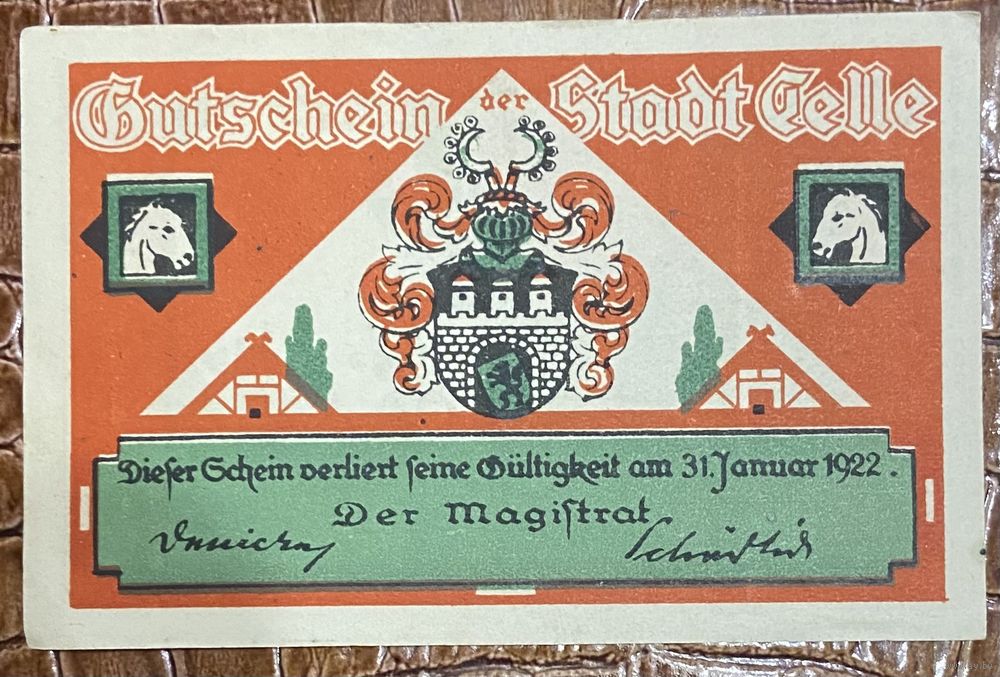 Gutschein der Stadt Celle
Dieser Schein verliert seine Gültigkeit am 31. Januar 1922.
Der Magistrat